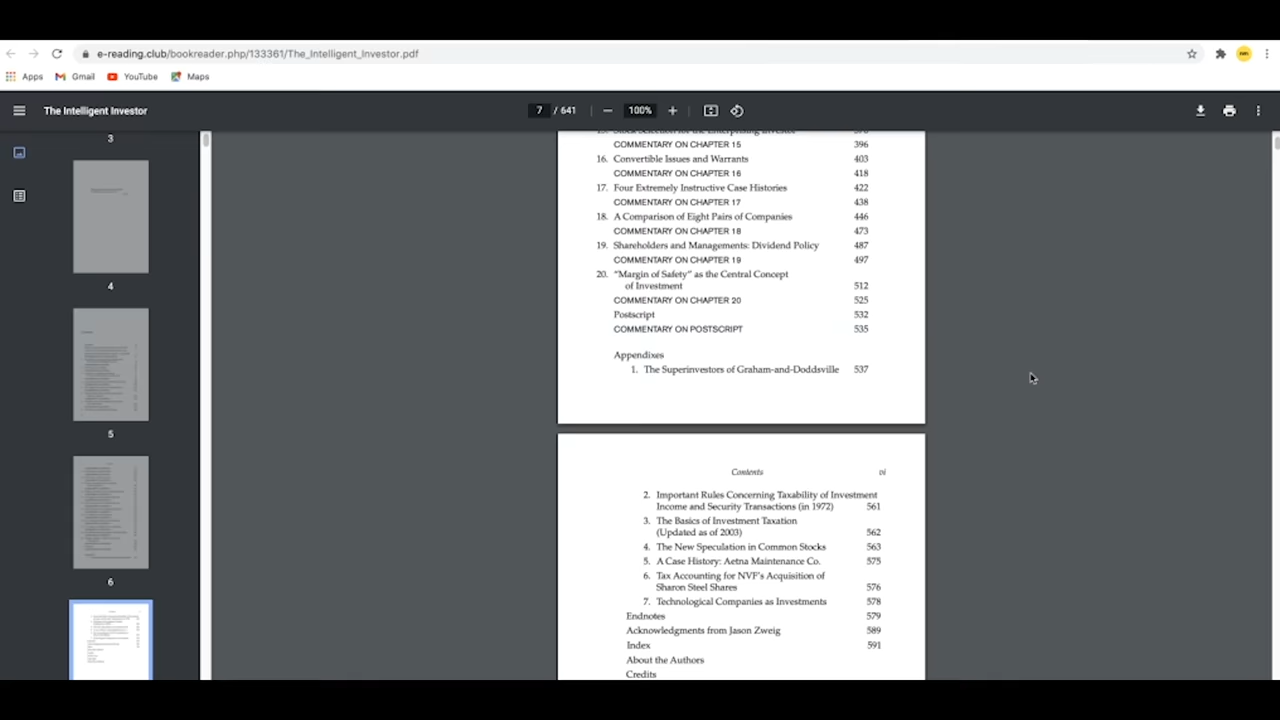 e-reading.club/bookreader.php/133361/The_Intelligent_Investor.pdf
Apps Gmail YouTube Maps
The Intelligent Investor
7 / 641
100%
3
4
5
6
15. Stock Selection for the Enterprising Investor 376
COMMENTARY ON CHAPTER 15 396
16. Convertible Issues and Warrants 403
COMMENTARY ON CHAPTER 16 418
17. Four Extremely Instructive Case Histories 422
COMMENTARY ON CHAPTER 17 438
18. A Comparison of Eight Pairs of Companies 446
COMMENTARY ON CHAPTER 18 473
19. Shareholders and Managements: Dividend Policy 487
COMMENTARY ON CHAPTER 19 497
20. “Margin of Safety” as the Central Concept
of Investment 512
COMMENTARY ON CHAPTER 20 525
Postscript 532
COMMENTARY ON POSTSCRIPT 535
Appendixes
1. The Superinvestors of Graham-and-Doddsville 537
Contents vi
2. Important Rules Concerning Taxability of Investment
Income and Security Transactions (in 1972) 561
3. The Basics of Investment Taxation
(Updated as of 2003) 562
4. The New Speculation in Common Stocks 563
5. A Case History: Aetna Maintenance Co. 575
6. Tax Accounting for NVF’s Acquisition of
Sharon Steel Shares 576
7. Technological Companies as Investments 578
Endnotes 579
Acknowledgments from Jason Zweig 589
Index 591
About the Authors
Credits